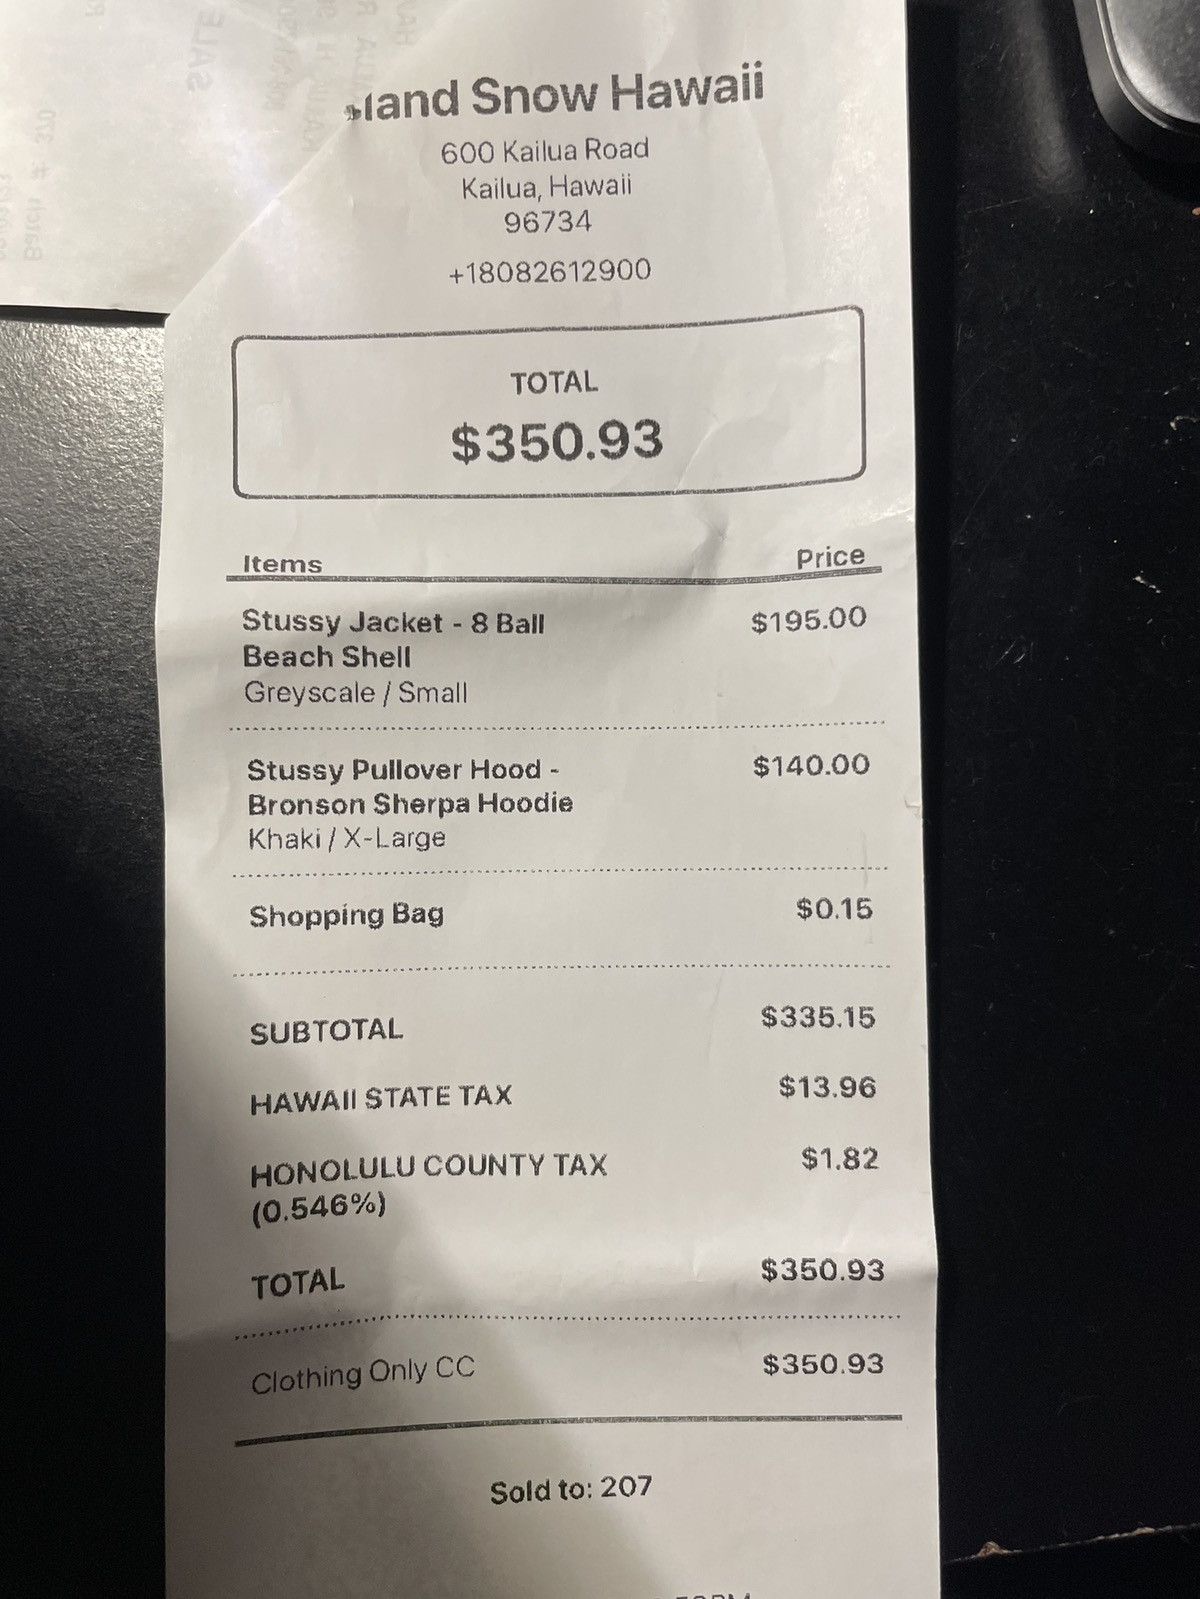 land Snow Hawaii
600 Kailua Road
Kailua, Hawaii
96734
+18082612900
TOTAL
$350.93
Items Price
Stussy Jacket - 8 Ball $195.00
Beach Shell
Greyscale / Small
Stussy Pullover Hood - $140.00
Bronson Sherpa Hoodie
Khaki / X-Large
Shopping Bag $0.15
SUBTOTAL $335.15
HAWAII STATE TAX $13.96
HONOLULU COUNTY TAX $1.82
(0.546%)
TOTAL $350.93
Clothing Only CC $350.93
Sold to: 207
SALE
Batch #: 310